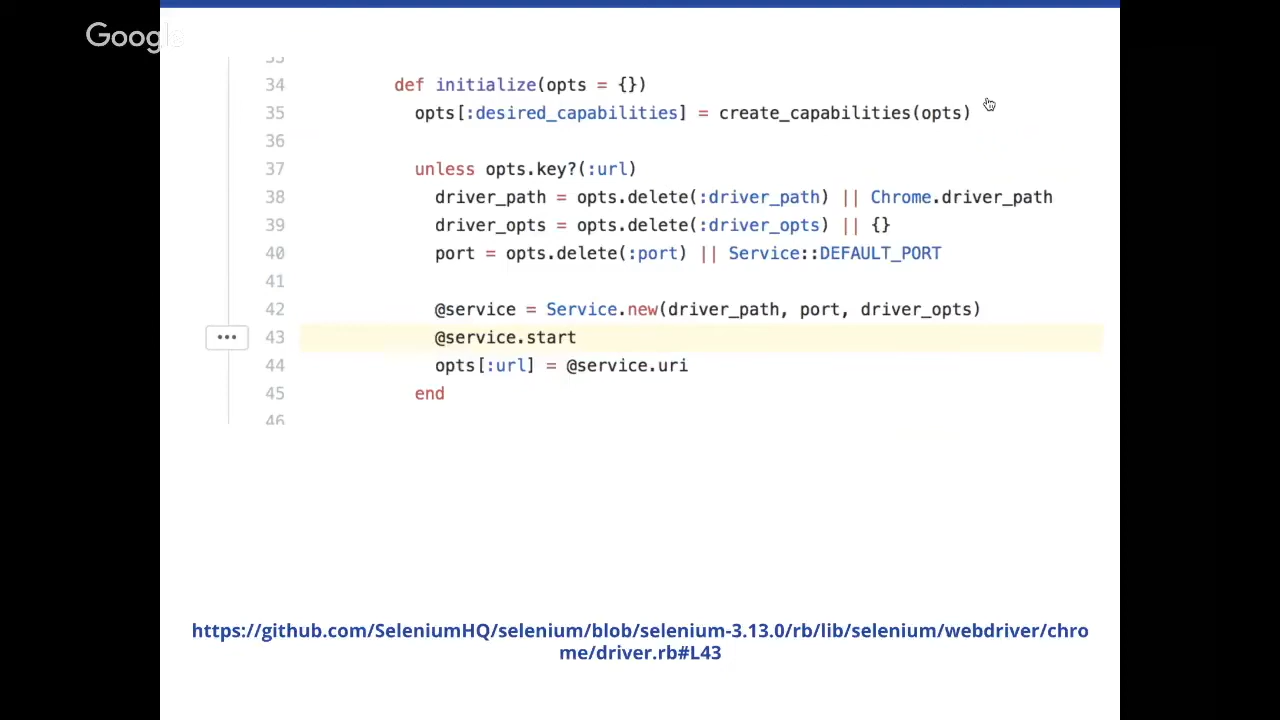 Google
33
34 def initialize(opts = {})
35 opts[:desired_capabilities] = create_capabilities(opts)
36
37 unless opts.key?(:url)
38 driver_path = opts.delete(:driver_path) || Chrome.driver_path
39 driver_opts = opts.delete(:driver_opts) || {}
40 port = opts.delete(:port) || Service::DEFAULT_PORT
41
42 @service = Service.new(driver_path, port, driver_opts)
43 @service.start
44 opts[:url] = @service.uri
45 end
46
https://github.com/SeleniumHQ/selenium/blob/selenium-3.13.0/rb/lib/selenium/webdriver/chro
me/driver.rb#L43